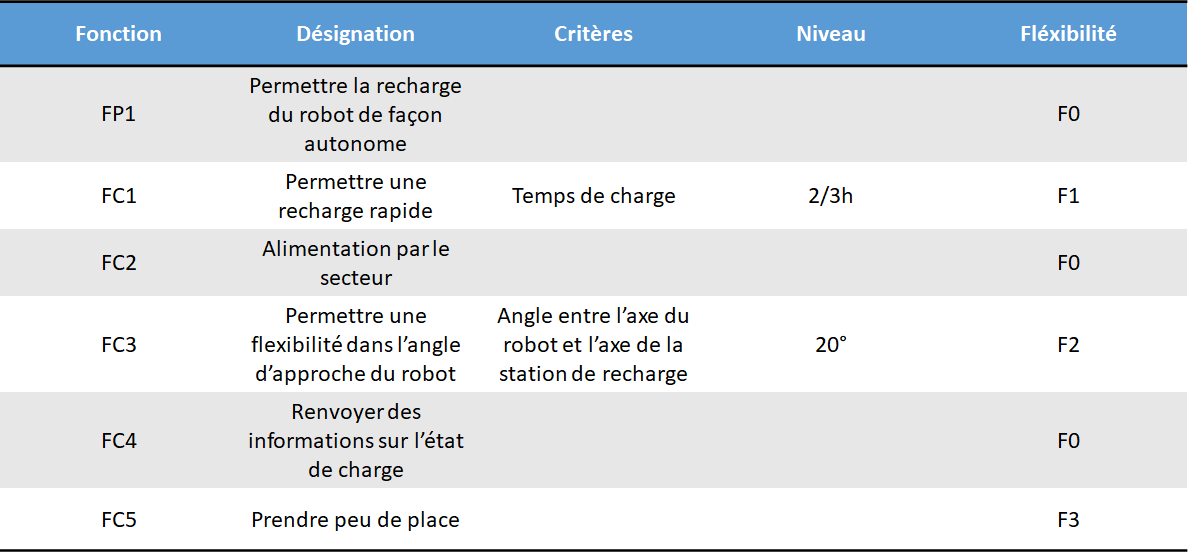 Fonction Désignation Critères Niveau Fléxibilité
Permettre la recharge
FP1 du robot de façon F0
autonome
Permettre une
FC1 recharge rapide Temps de charge 2/3h F1
FC2 Alimentation par le F0
secteur
Permettre une Angle entre l’axe du
FC3 flexibilité dans l’angle robot et l’axe de la 20° F2
d’approche du robot station de recharge
Renvoyer des
FC4 informations sur l’état F0
de charge
FC5 Prendre peu de place F3